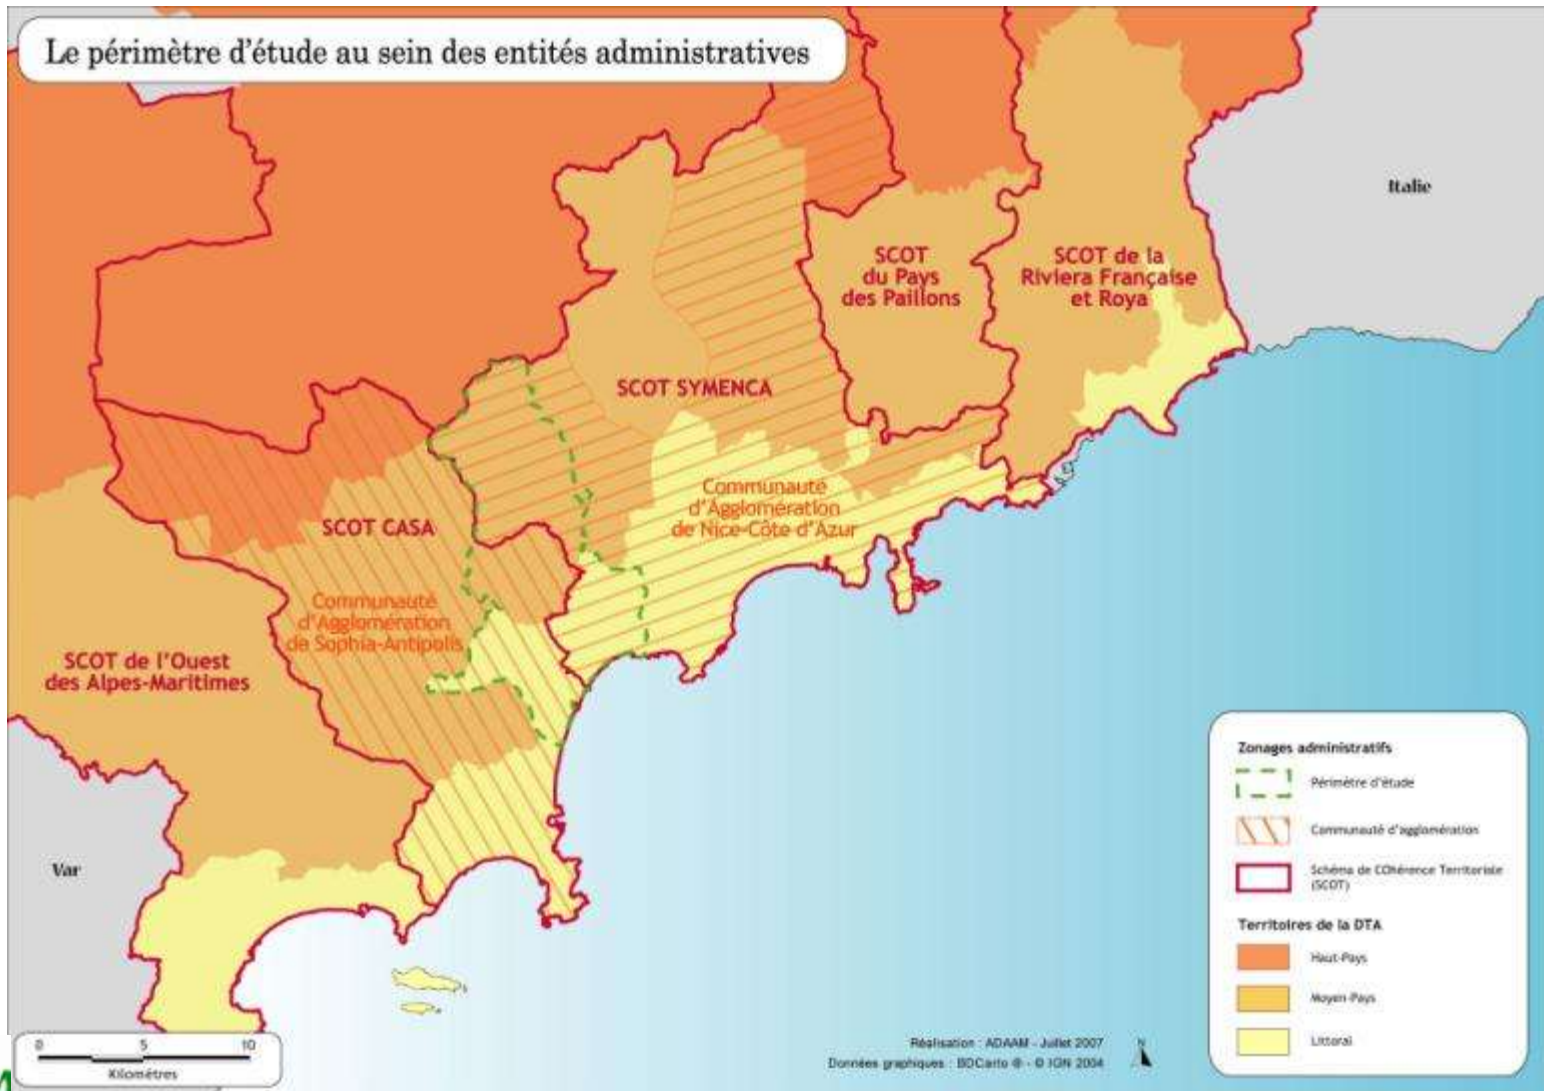 Le périmètre d'étude au sein des entités administratives
Italie
SCOT
du Pays
des Paillons
SCOT de la
Riviera Française
et Roya
SCOT SYMENCA
Communauté
d'Agglomération
de Nice-Côte d'Azur
SCOT CASA
Communauté
d'Agglomération
de Sophia-Antipolis
SCOT de l'Ouest
des Alpes-Maritimes
Var
Zonages administratifs
Périmètre d'étude
Communauté d'agglomération
Schéma de COhérence Territoriale
(SCOT)
Territoires de la DTA
Haut-Pays
Moyen-Pays
Littoral
0 5 10
Kilomètres
Réalisation : ADAAM - Juillet 2007
Données graphiques : BDCarto ® - © IGN 2004
N